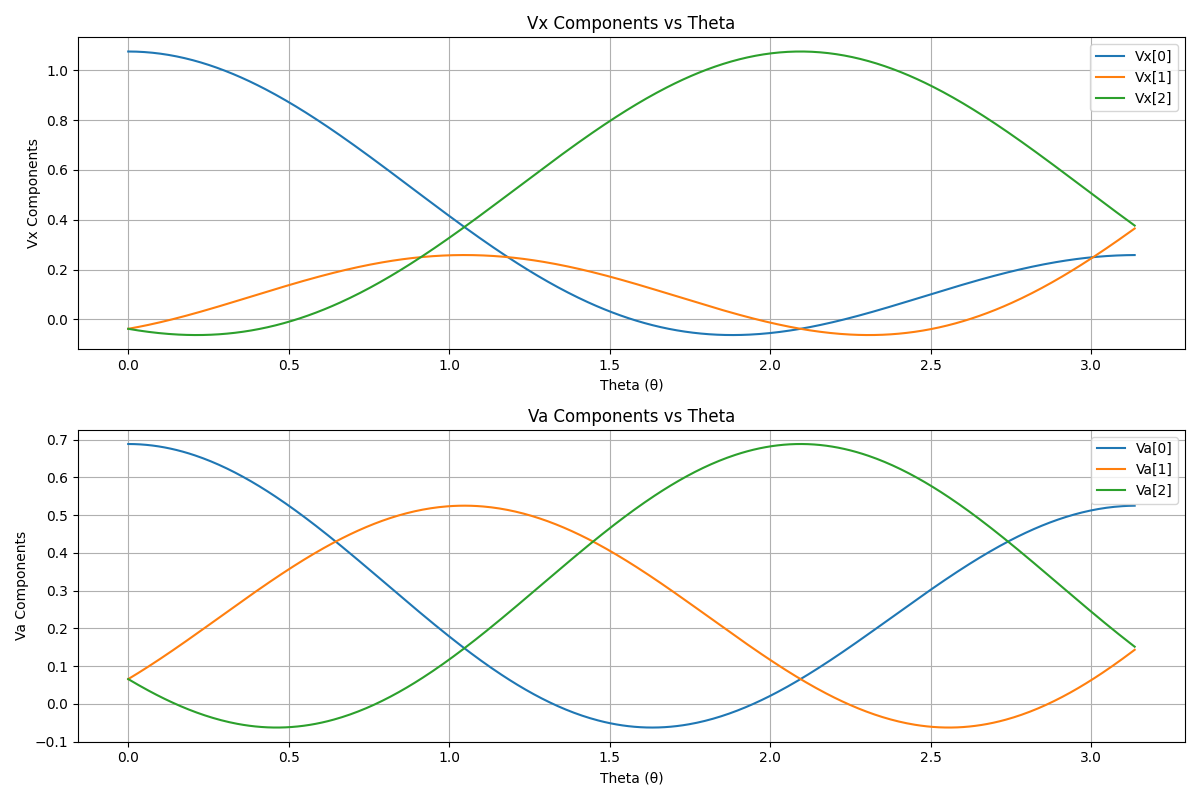 Vx Components vs Theta
Vx Components
1.0
0.8
0.6
0.4
0.2
0.0
Vx[0]
Vx[1]
Vx[2]
0.0 0.5 1.0 1.5 2.0 2.5 3.0
Theta (θ)
Va Components vs Theta
Va Components
0.7
0.6
0.5
0.4
0.3
0.2
0.1
0.0
−0.1
Va[0]
Va[1]
Va[2]
0.0 0.5 1.0 1.5 2.0 2.5 3.0
Theta (θ)